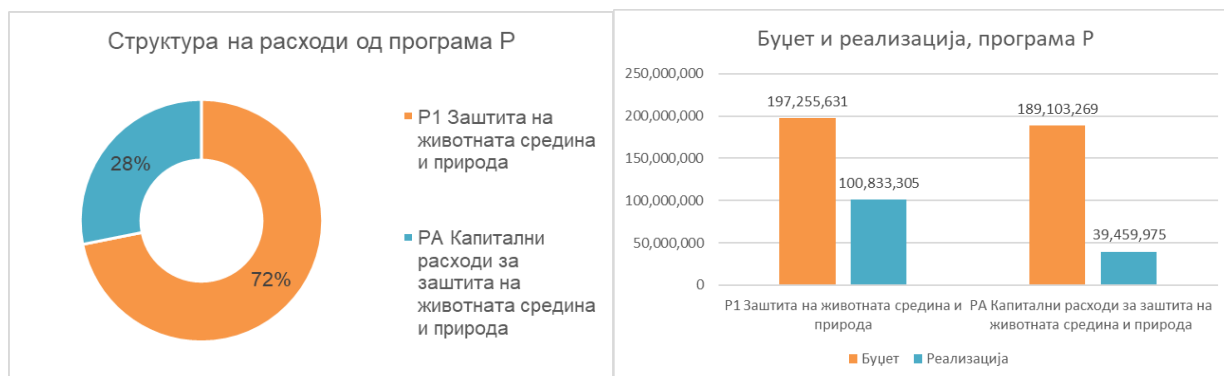 Структура на расходи од програма Р
28%
72%
Р1 Заштита на
животната средина
и природа
РА Капитални
расходи за
заштита на
животната средина
и природа
Буџет и реализација, програма Р
250,000,000
200,000,000
150,000,000
100,000,000
50,000,000
0
197,255,631
100,833,305
189,103,269
39,459,975
Р1 Заштита на животната средина и
природа
РА Капитални расходи за заштита на
животната средина и природа
Буџет
Реализација